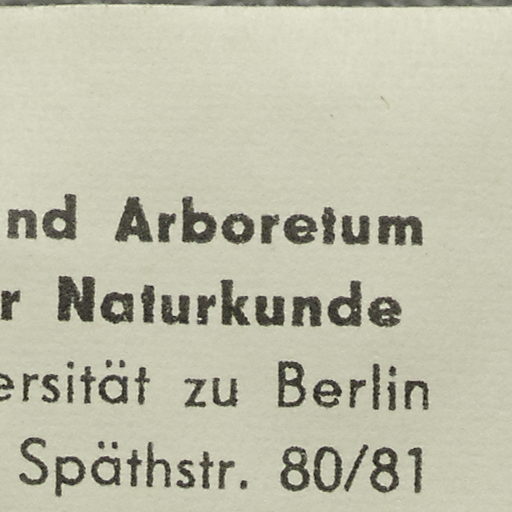 nd Arboretum
r Naturkunde
ersität zu Berlin
Späthstr. 80/81